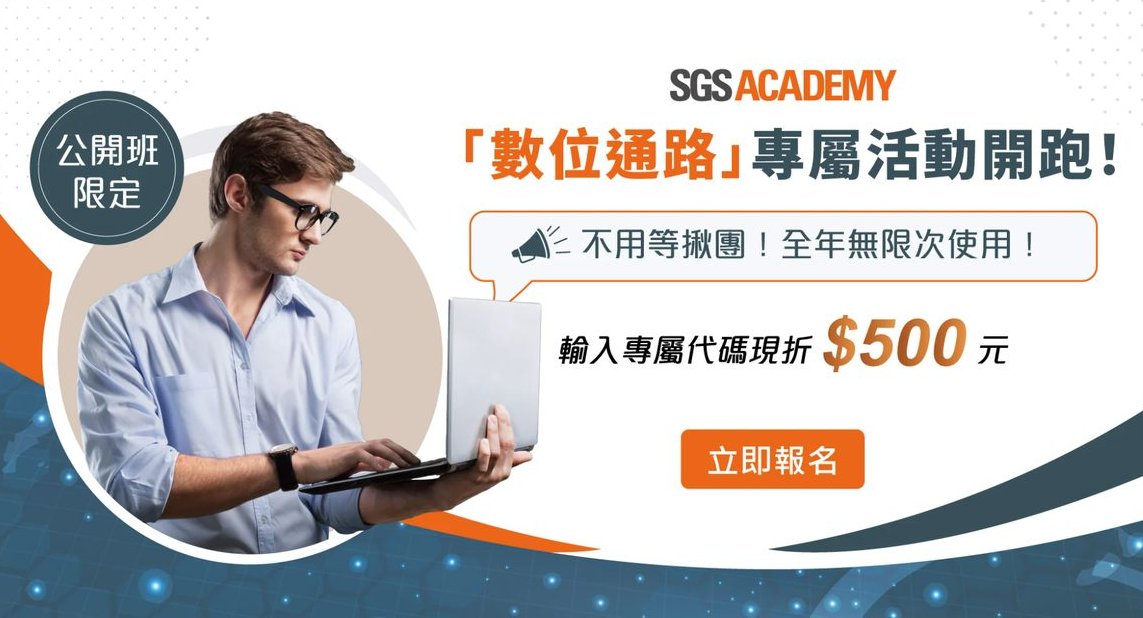 公開班
限定
SGS ACADEMY
「數位通路」專屬活動開跑！
不用等揪團！全年無限次使用！
輸入專屬代碼現折 $500 元
立即報名